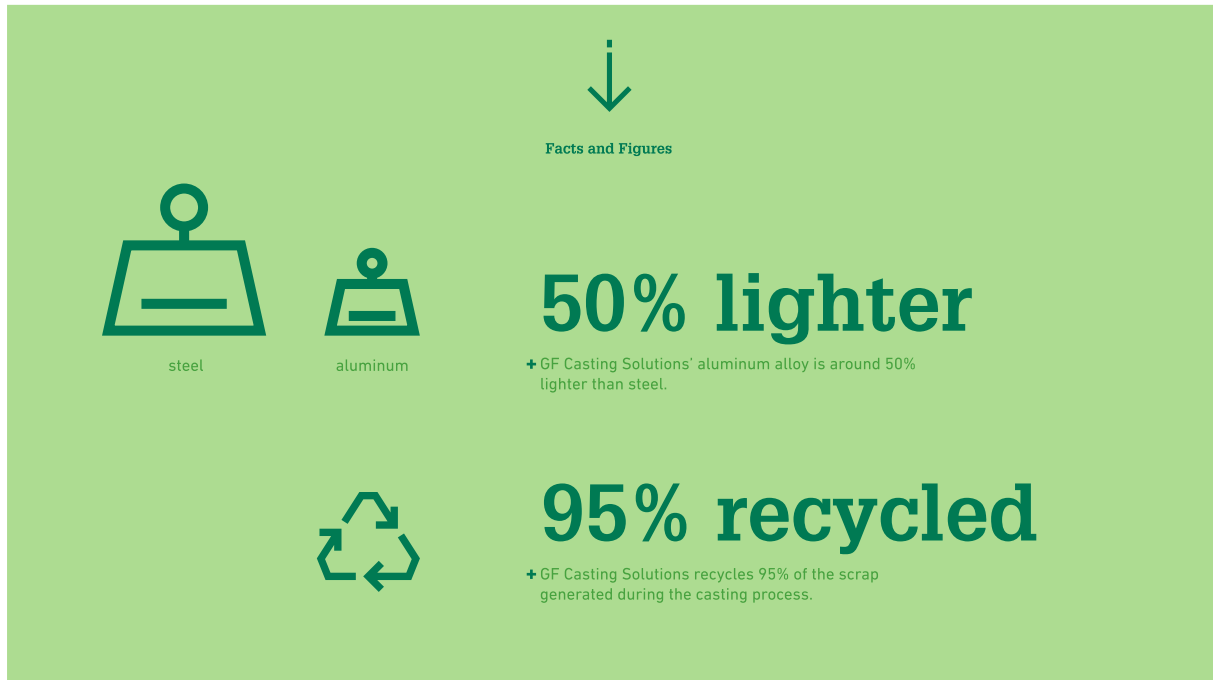 Facts and Figures
steel
aluminum
50% lighter
+ GF Casting Solutions' aluminum alloy is around 50%
lighter than steel.
95% recycled
+ GF Casting Solutions recycles 95% of the scrap
generated during the casting process.